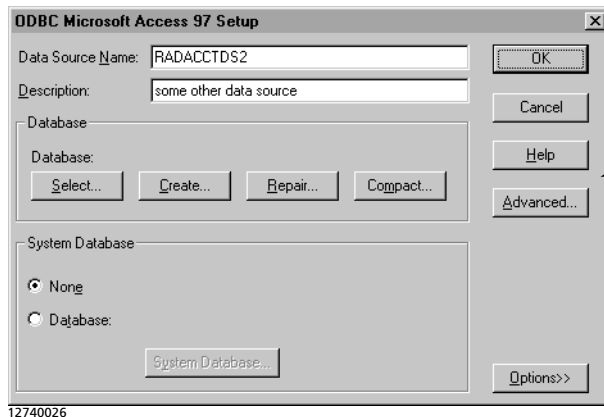 ODBC Microsoft Access 97 Setup
Data Source Name: RADACCTDS2
OK
Description: some other data source
Cancel
Database
Database:
Help
Select... Create... Repair... Compact...
Advanced...
System Database
None
Database:
System Database...
Options>>
12740026